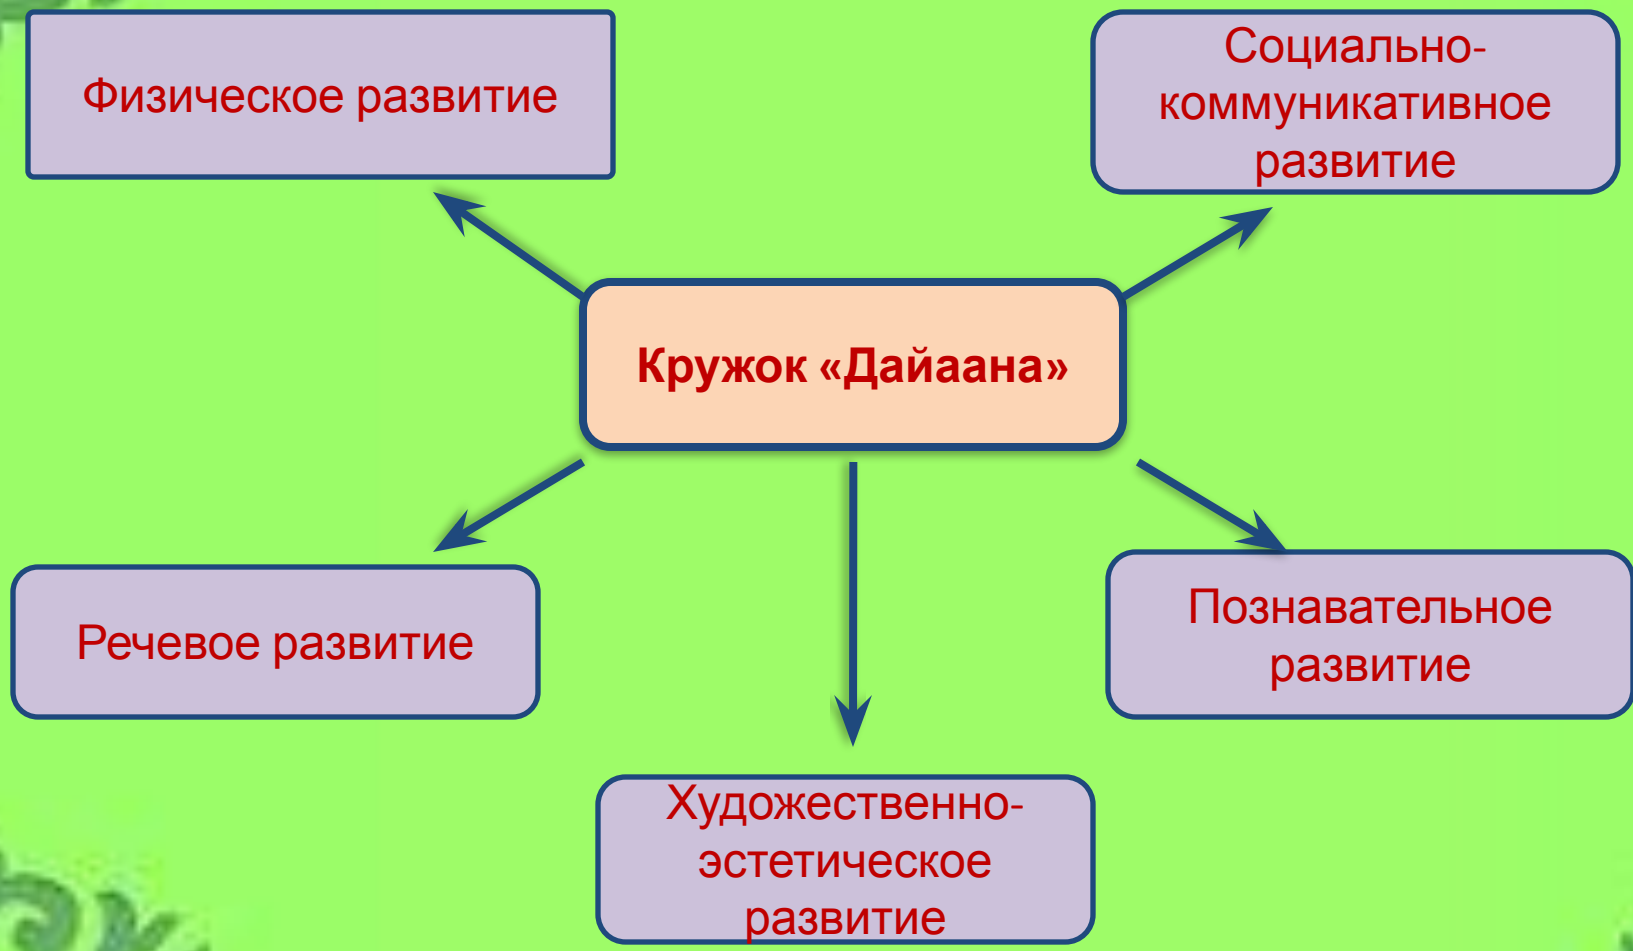 Физическое развитие
Социально-
коммуникативное
развитие
Кружок «Дайаана»
Речевое развитие
Познавательное
развитие
Художественно-
эстетическое
развитие